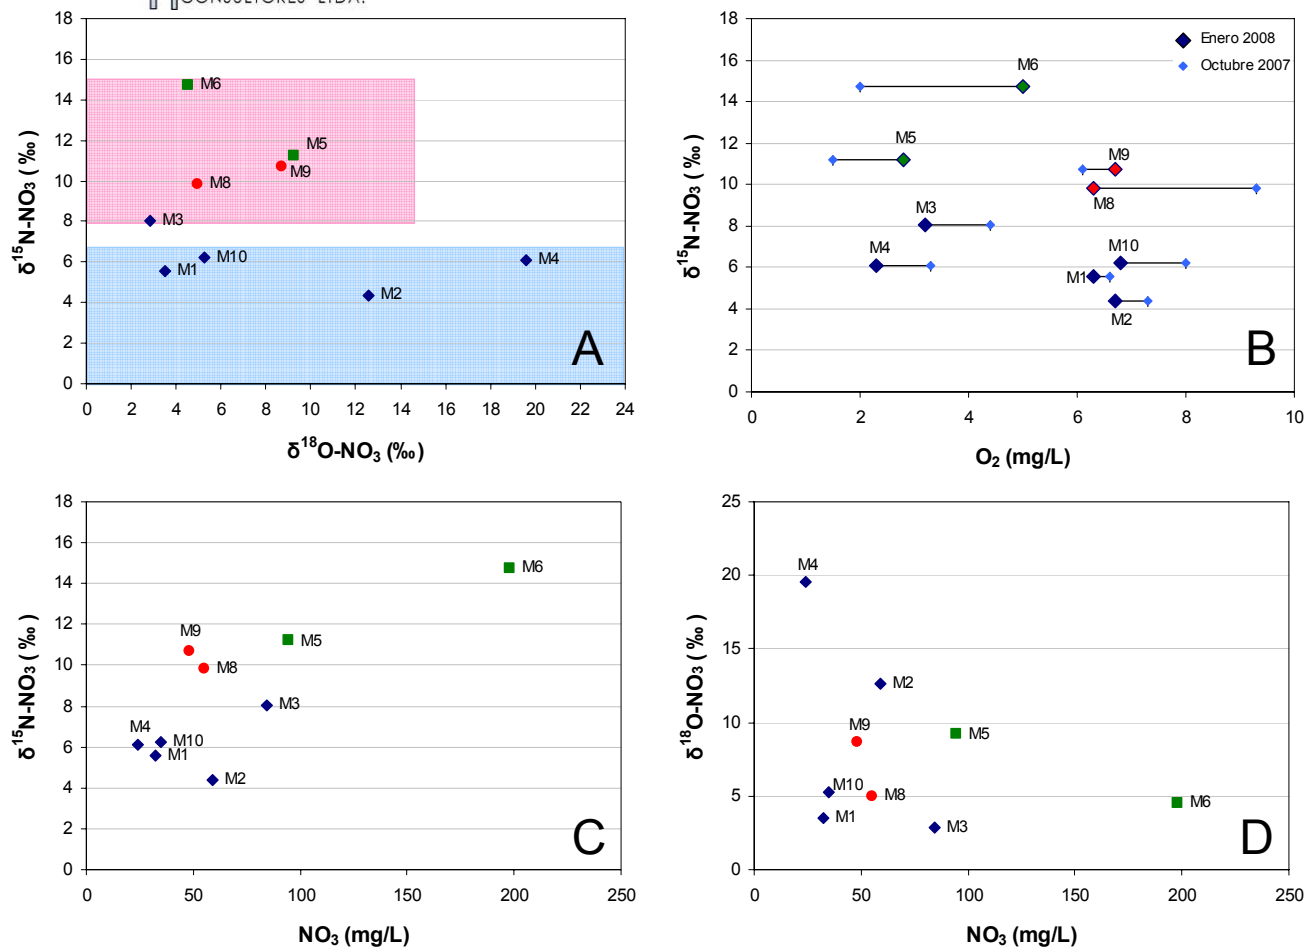 CONSULTORES LTDA.
18
16
14
12
10
8
6
4
2
0
δ15N-NO3 ( ‰)
M6
M5
M9
M8
M3
M10
M1
M4
M2
A
0 2 4 6 8 10 12 14 16 18 20 22 24
δ18O-NO3 (‰)
18
16
14
12
10
8
6
4
2
0
δ15N-NO3 ( ‰)
Enero 2008
Octubre 2007
M6
M5
M9
M8
M3
M4
M10
M1
M2
B
0 2 4 6 8 10
O2 (mg/L)
18
16
14
12
10
8
6
4
2
0
δ15N-NO3 ( ‰)
M6
M9
M5
M8
M3
M4
M10
M1
M2
C
0 50 100 150 200 250
NO3 (mg/L)
25
20
15
10
5
0
δ18O-NO3 ( ‰)
M4
M2
M9
M5
M10
M8
M6
M1
M3
D
0 50 100 150 200 250
NO3 (mg/L)